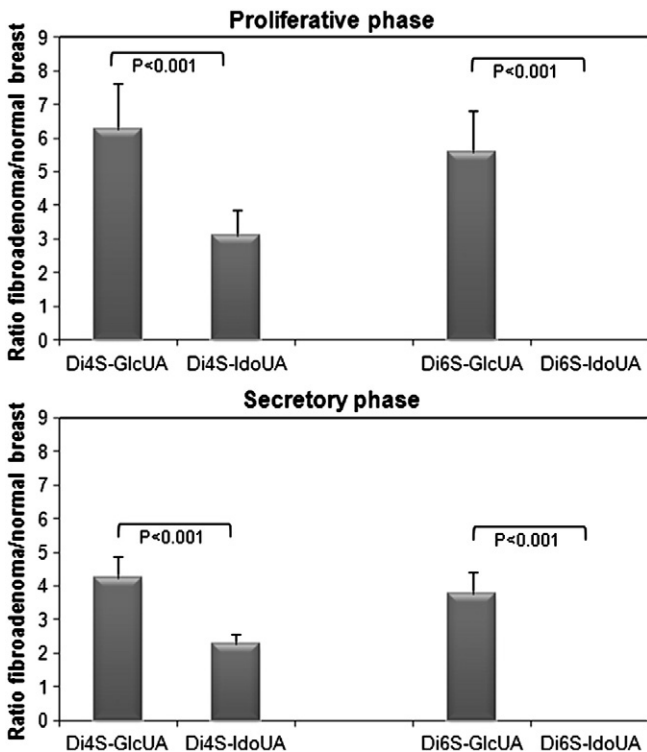 Proliferative phase
Ratio fibroadenoma/normal breast
9
8
7
6
5
4
3
2
1
0
P<0.001
P<0.001
Di4S-GlcUA Di4S-IdoUA Di6S-GlcUA Di6S-IdoUA
Secretory phase
Ratio fibroadenoma/normal breast
9
8
7
6
5
4
3
2
1
0
P<0.001
P<0.001
Di4S-GlcUA Di4S-IdoUA Di6S-GlcUA Di6S-IdoUA